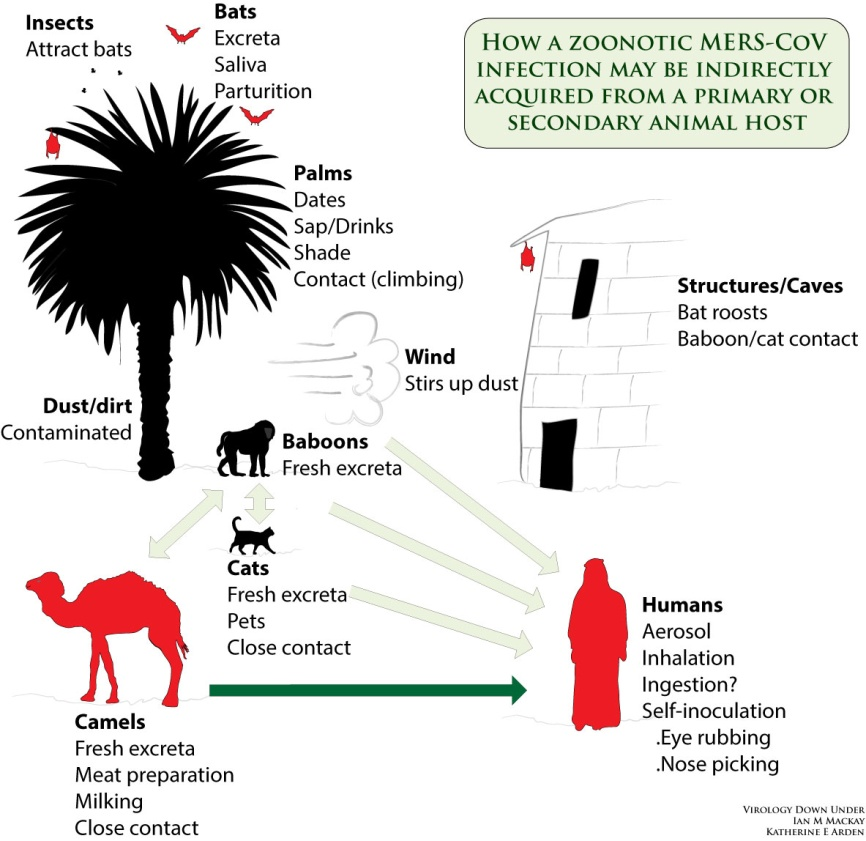 Insects
Attract bats
Bats
Excreta
Saliva
Parturition
How a zoonotic MERS-CoV
infection may be indirectly
acquired from a primary or
secondary animal host
Palms
Dates
Sap/Drinks
Shade
Contact (climbing)
Structures/Caves
Bat roosts
Baboon/cat contact
Wind
Stirs up dust
Dust/dirt
Contaminated
Baboons
Fresh excreta
Cats
Fresh excreta
Pets
Close contact
Humans
Aerosol
Inhalation
Ingestion?
Self-inoculation
.Eye rubbing
.Nose picking
Camels
Fresh excreta
Meat preparation
Milking
Close contact
Virology Down Under
Ian M Mackay
Katherine E Arden